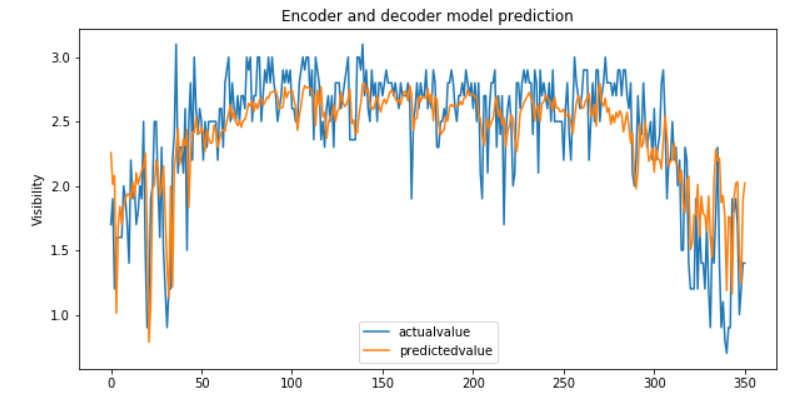 Encoder and decoder model prediction
3.0
2.5
2.0
1.5
1.0
Visibility
actualvalue
predictedvalue
0 50 100 150 200 250 300 350